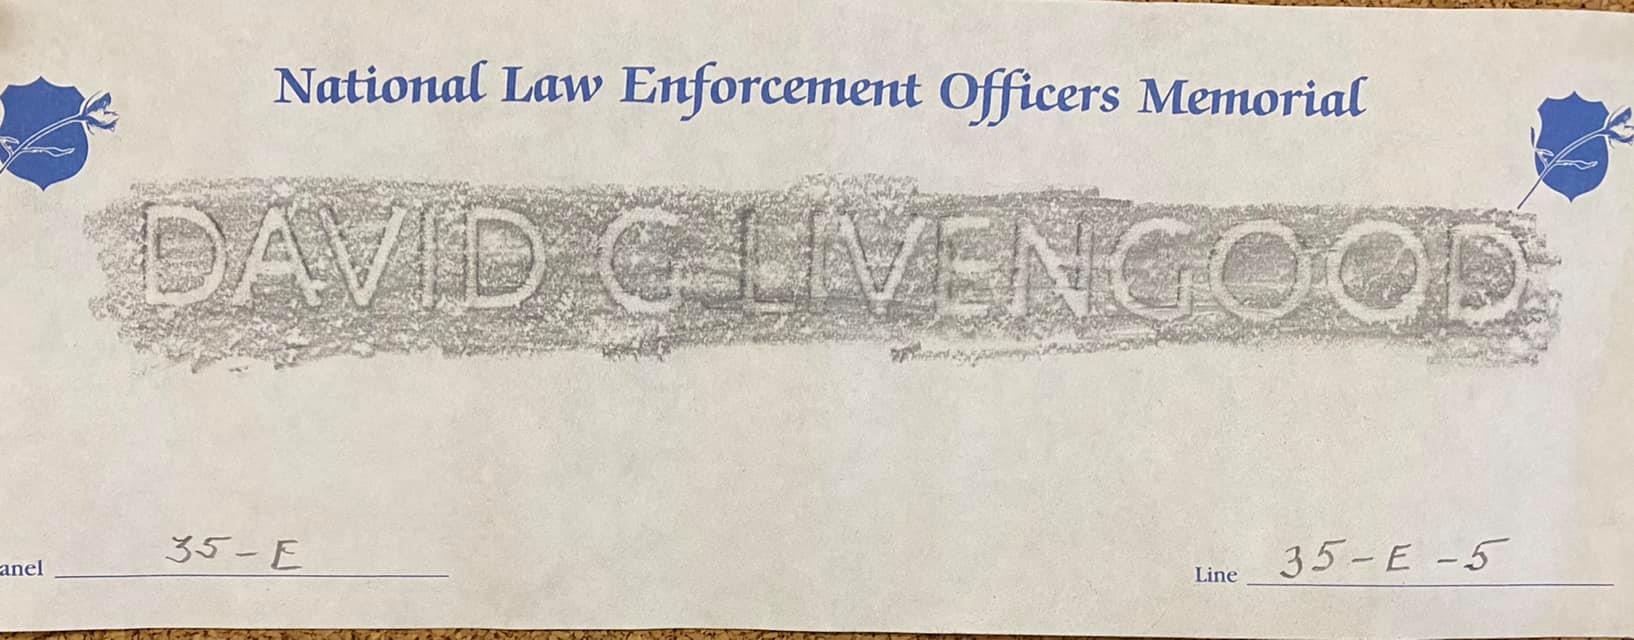 National Law Enforcement Officers Memorial
DAVID C LIVENGOOD
anel 35-E
Line 35-E-5